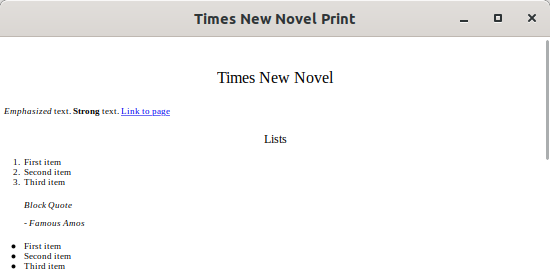 Times New Novel Print
Times New Novel
Emphasized text. Strong text. Link to page
Lists
1. First item
2. Second item
3. Third item
Block Quote
- Famous Amos
• First item
• Second item
• Third item